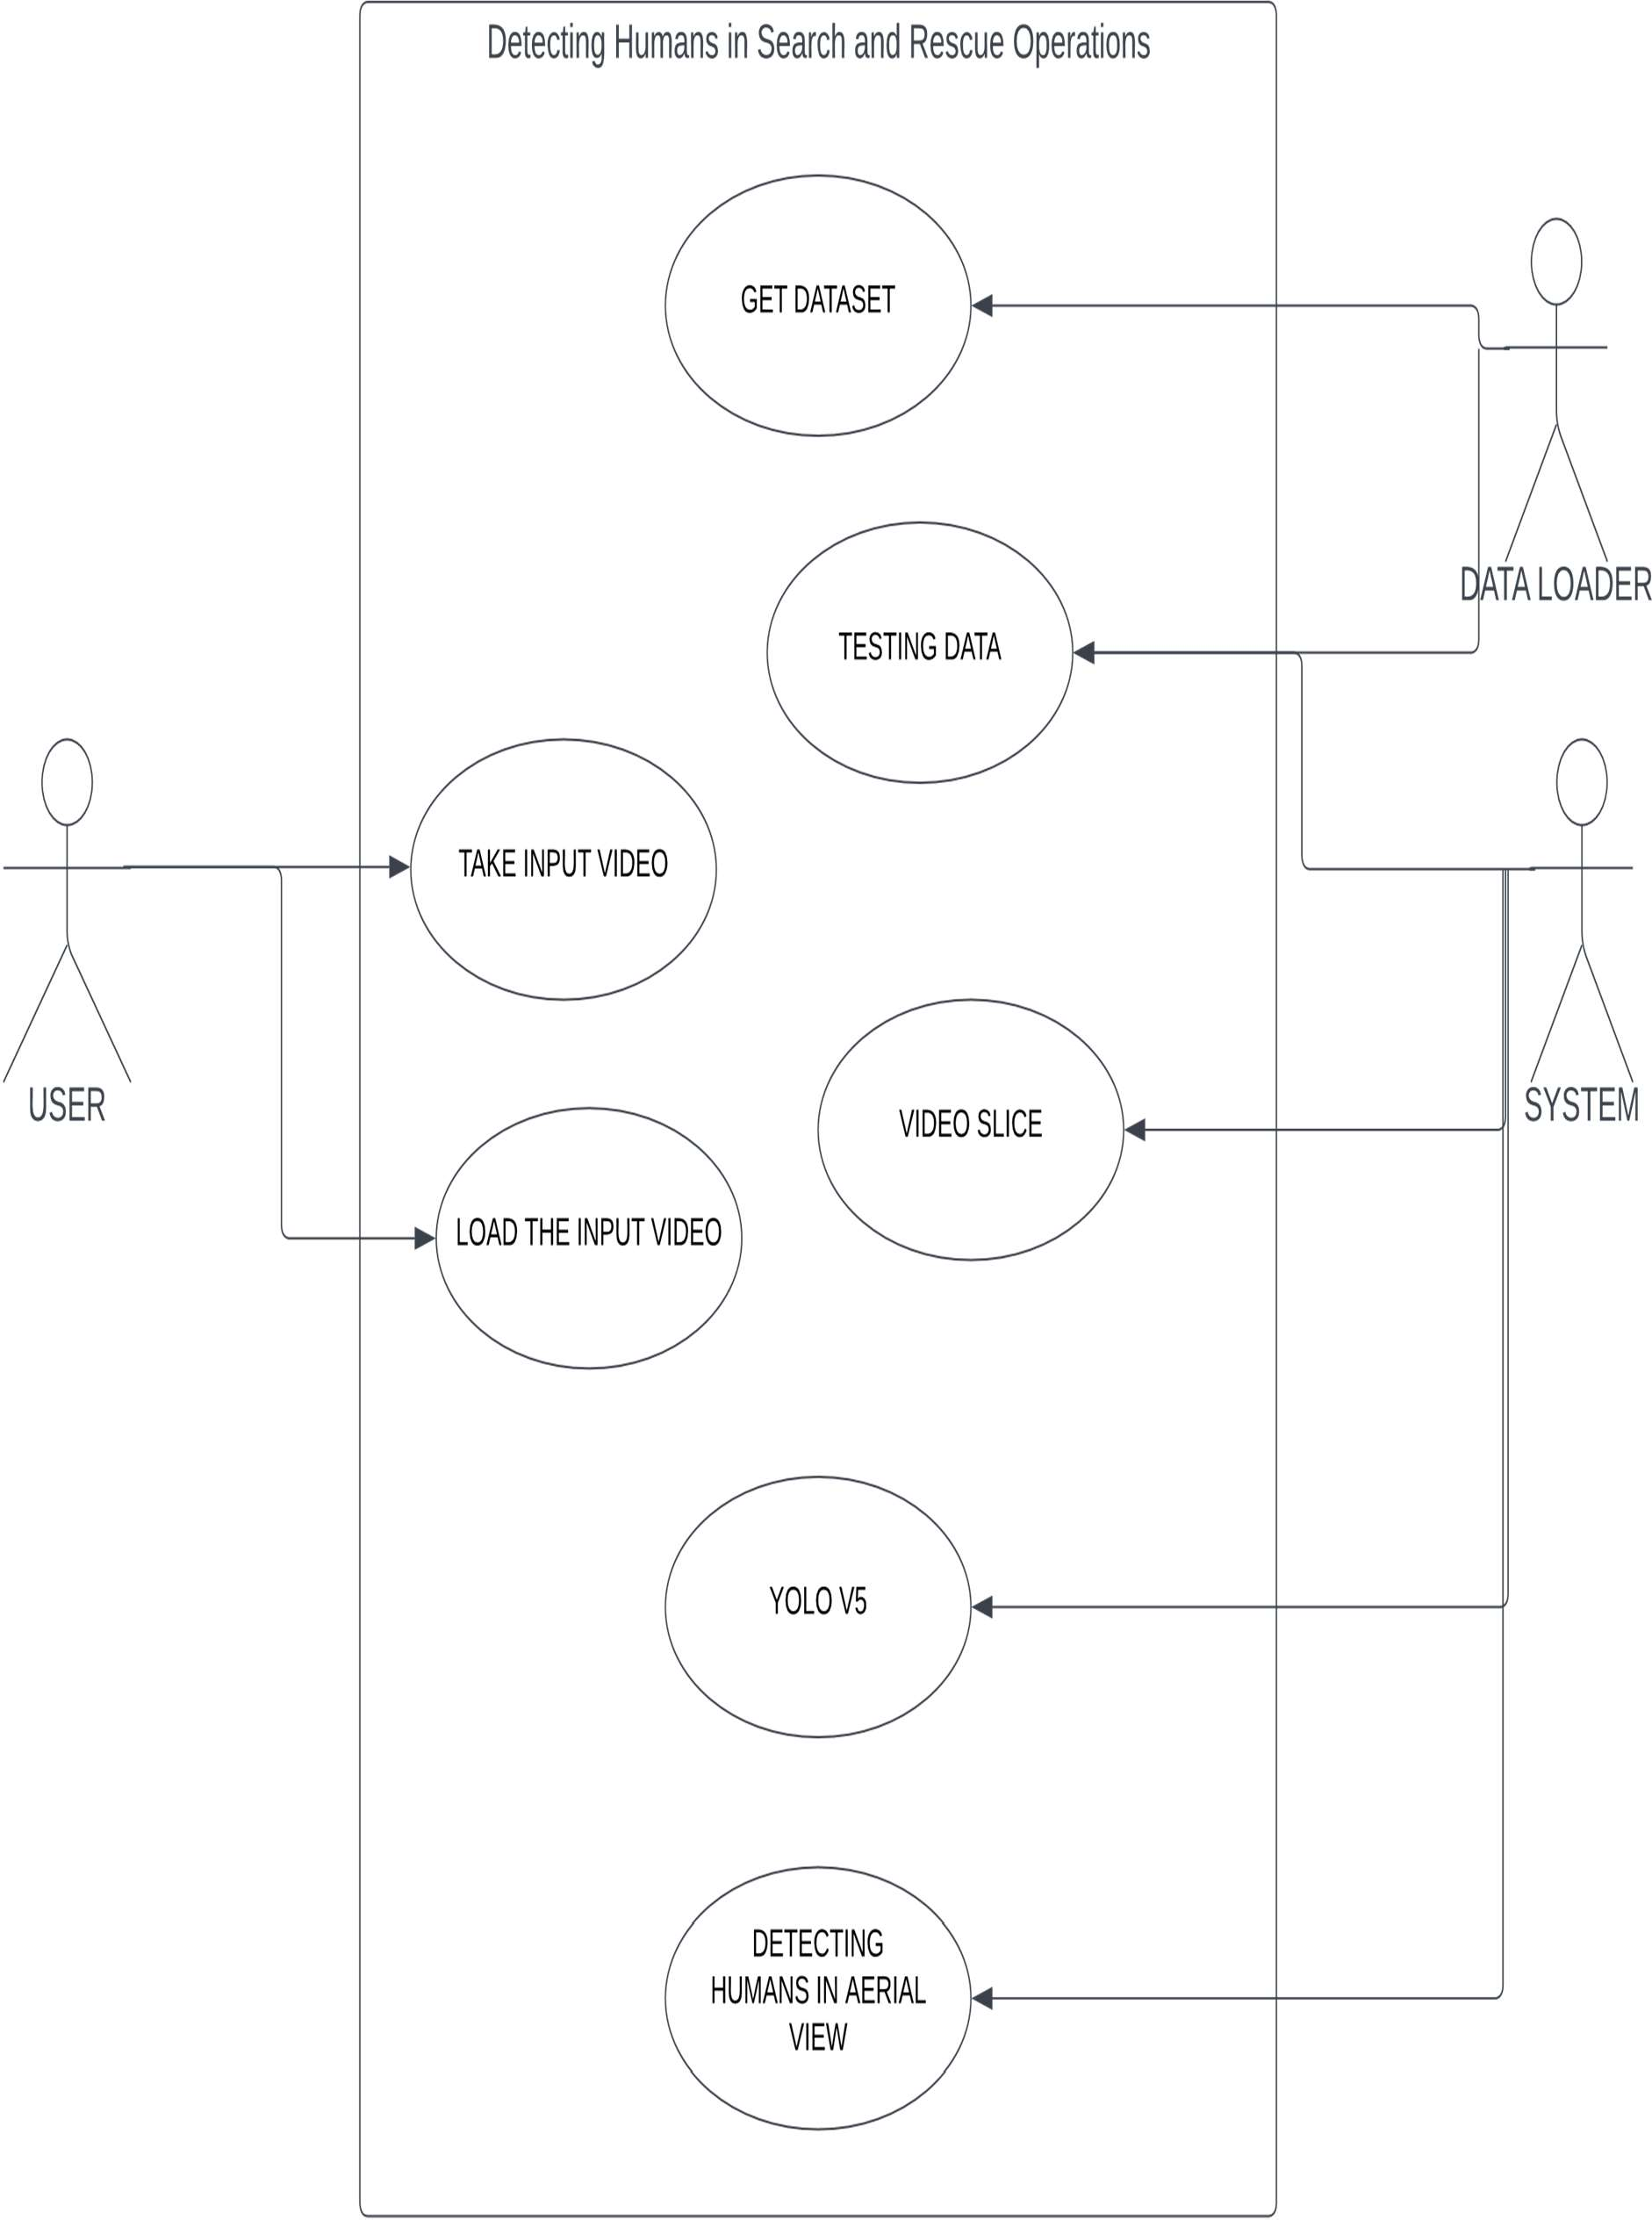 Detecting Humans in Search and Rescue Operations
GET DATASET
DATA LOADER
TESTING DATA
TAKE INPUT VIDEO
USER
SYSTEM
VIDEO SLICE
LOAD THE INPUT VIDEO
YOLO V5
DETECTING
HUMANS IN AERIAL
VIEW